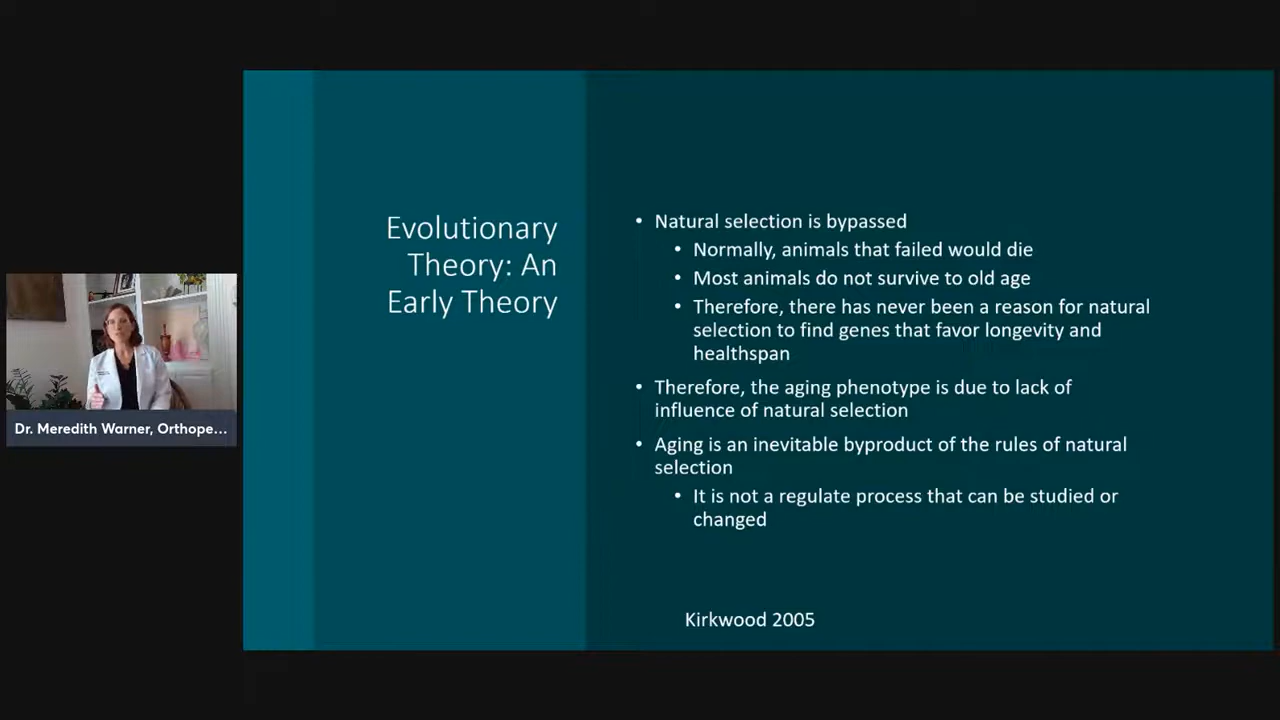 Evolutionary
Theory: An
Early Theory
• Natural selection is bypassed
• Normally, animals that failed would die
• Most animals do not survive to old age
• Therefore, there has never been a reason for natural
selection to find genes that favor longevity and
healthspan
• Therefore, the aging phenotype is due to lack of
influence of natural selection
• Aging is an inevitable byproduct of the rules of natural
selection
• It is not a regulate process that can be studied or
changed
Kirkwood 2005
Dr. Meredith Warner, Orthope...